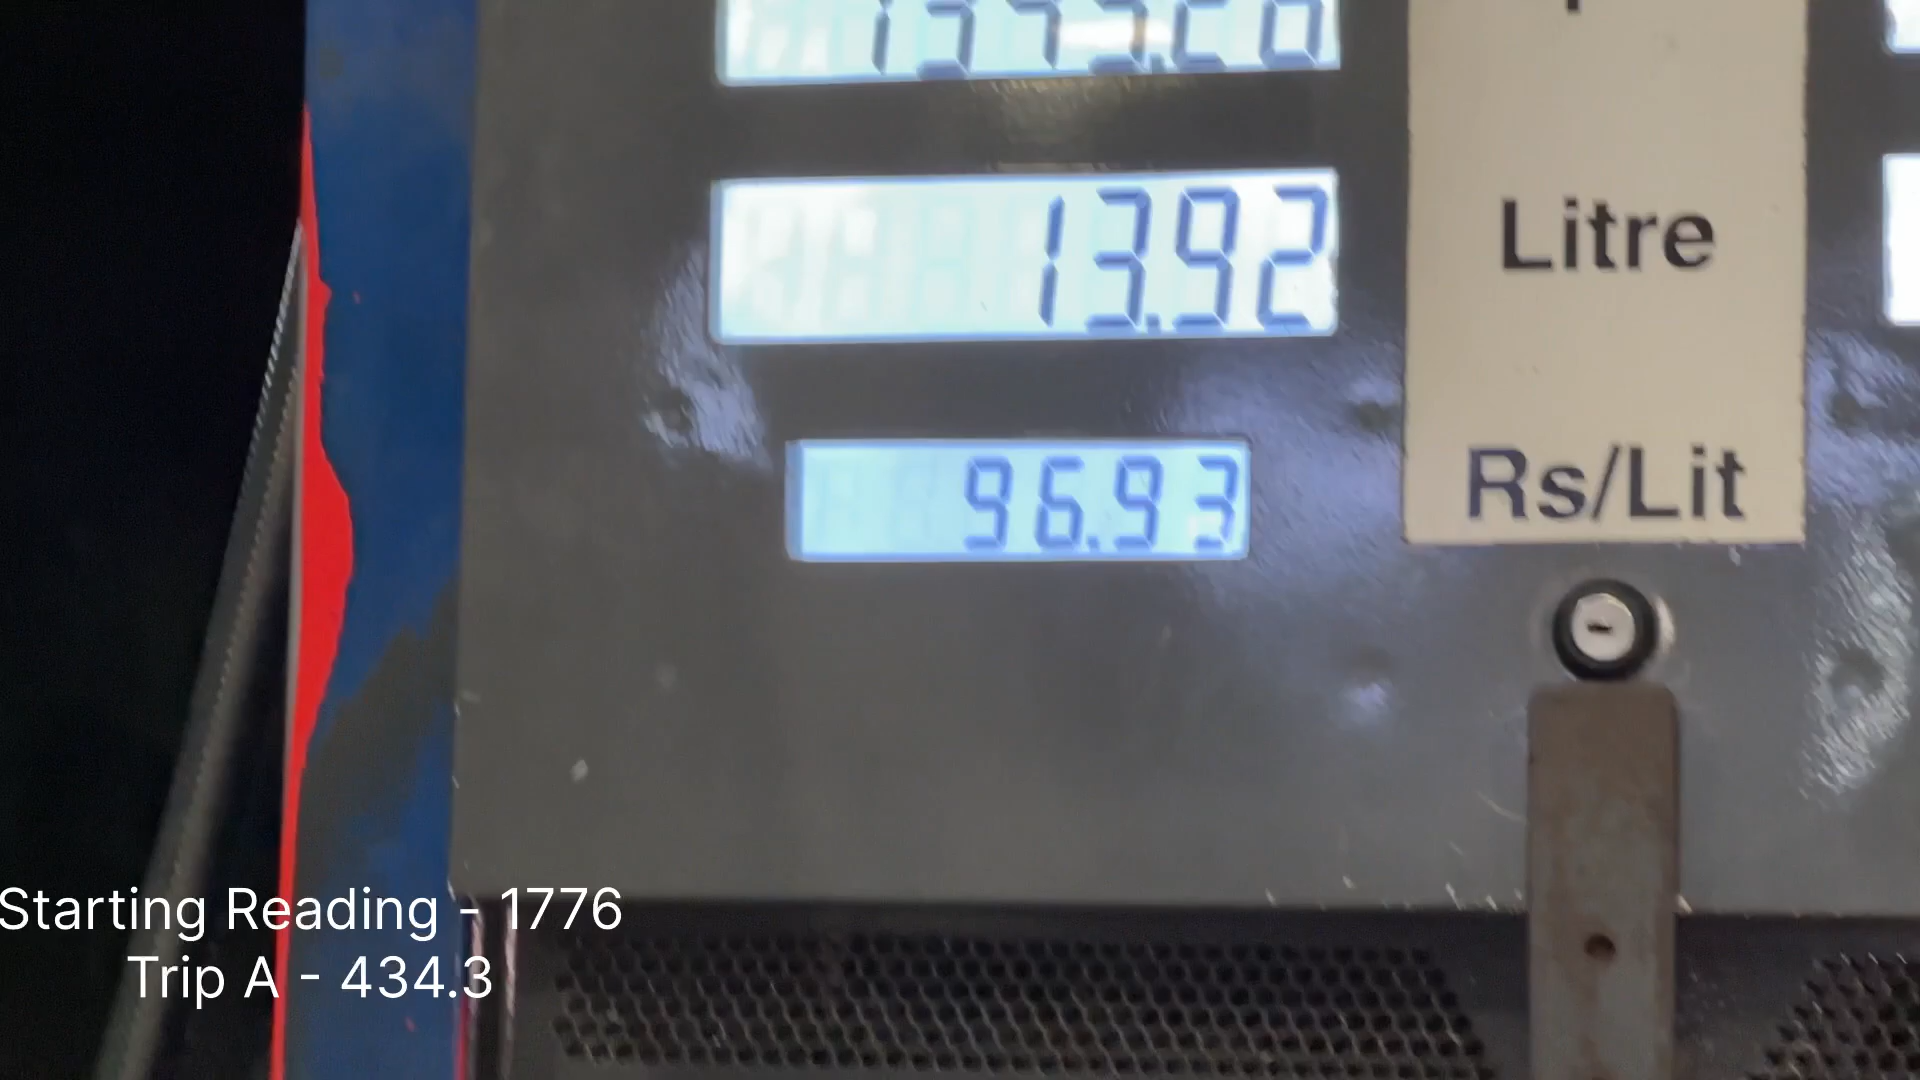 13.92
Litre
96.93
Rs/Lit
Starting Reading - 1776
Trip A - 434.3